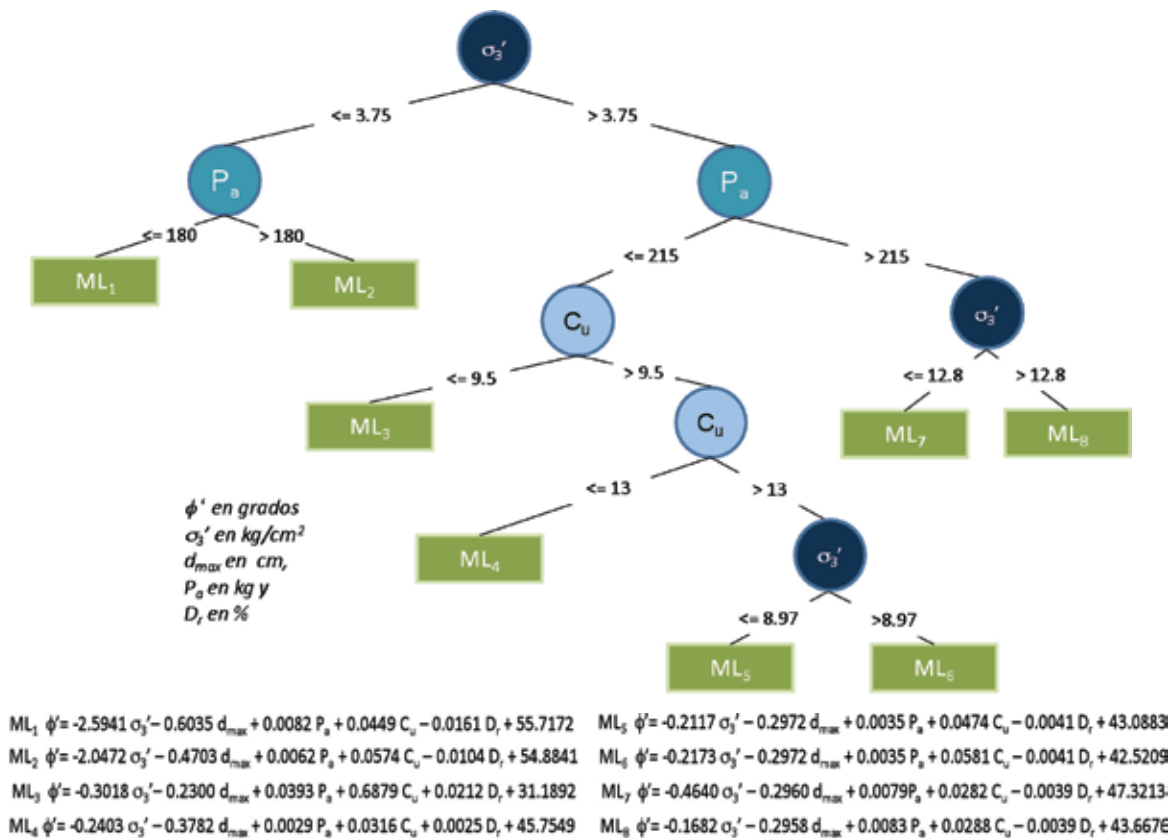 σ₃'
<= 3.75 > 3.75
Pₐ Pₐ
<= 180 > 180 <= 215 > 215
ML₁ ML₂
Cᵤ σ₃'
<= 9.5 > 9.5 <= 12.8 > 12.8
ML₃ Cᵤ ML₇ ML₈
<= 13 > 13
ML₄ σ₃'
<= 8.97 >8.97
ML₅ ML₆
ϕ' en grados
σ₃' en kg/cm²
dmax en cm,
Pₐ en kg y
Dᵣ en %
ML₁ ϕ'= -2.5941 σ₃'– 0.6035 dmax + 0.0082 Pₐ + 0.0449 Cᵤ – 0.0161 Dᵣ + 55.7172
ML₂ ϕ'= -2.0472 σ₃'– 0.4703 dmax + 0.0062 Pₐ + 0.0574 Cᵤ – 0.0104 Dᵣ + 54.8841
ML₃ ϕ'= -0.3018 σ₃'– 0.2300 dmax + 0.0393 Pₐ + 0.6879 Cᵤ + 0.0212 Dᵣ + 31.1892
ML₄ ϕ'= -0.2403 σ₃'– 0.3782 dmax + 0.0029 Pₐ + 0.0316 Cᵤ + 0.0025 Dᵣ + 45.7549
ML₅ ϕ'= -0.2117 σ₃'– 0.2972 dmax + 0.0035 Pₐ + 0.0474 Cᵤ – 0.0041 Dᵣ + 43.0883
ML₆ ϕ'= -0.2173 σ₃'– 0.2972 dmax + 0.0035 Pₐ + 0.0581 Cᵤ – 0.0041 Dᵣ + 42.5209
ML₇ ϕ'= -0.4640 σ₃'– 0.2960 dmax + 0.0079Pₐ + 0.0282 Cᵤ – 0.0039 Dᵣ + 47.3213
ML₈ ϕ'= -0.1682 σ₃'– 0.2958 dmax + 0.0083 Pₐ + 0.0288 Cᵤ – 0.0039 Dᵣ + 43.6676